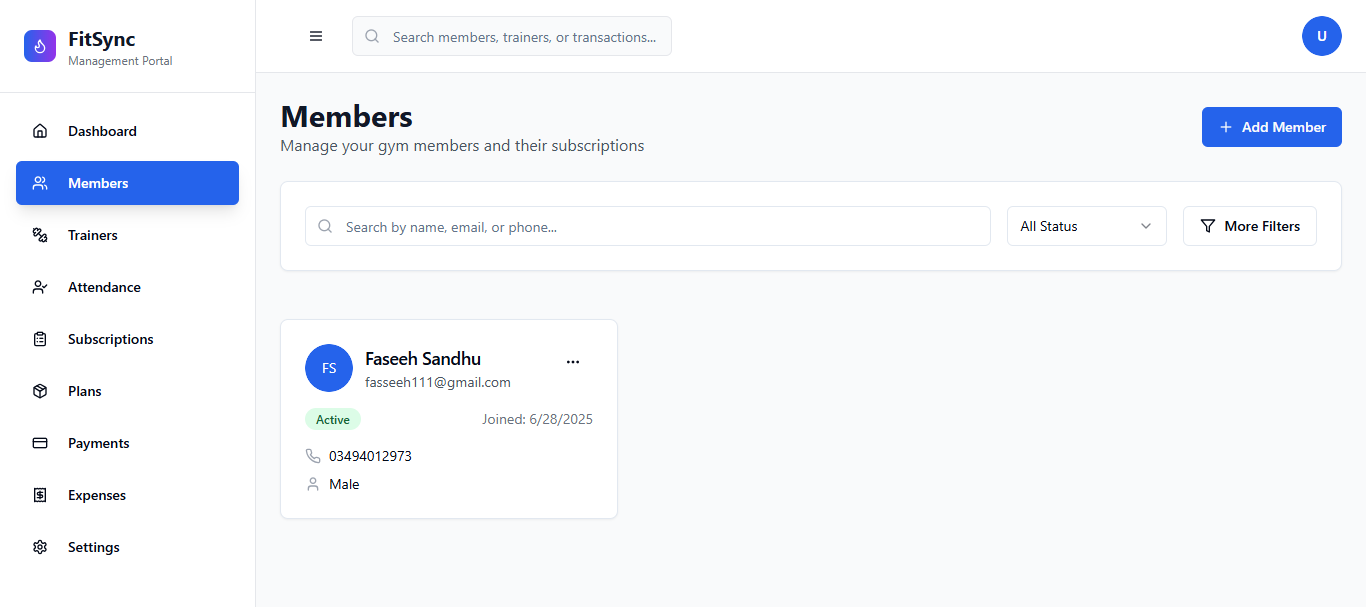 FitSync
Management Portal
Search members, trainers, or transactions...
U
Dashboard
Members
Trainers
Attendance
Subscriptions
Plans
Payments
Expenses
Settings
Members
Manage your gym members and their subscriptions
Add Member
Search by name, email, or phone...
All Status
More Filters
FS
Faseeh Sandhu
fasseeh111@gmail.com
Active
Joined: 6/28/2025
03494012973
Male